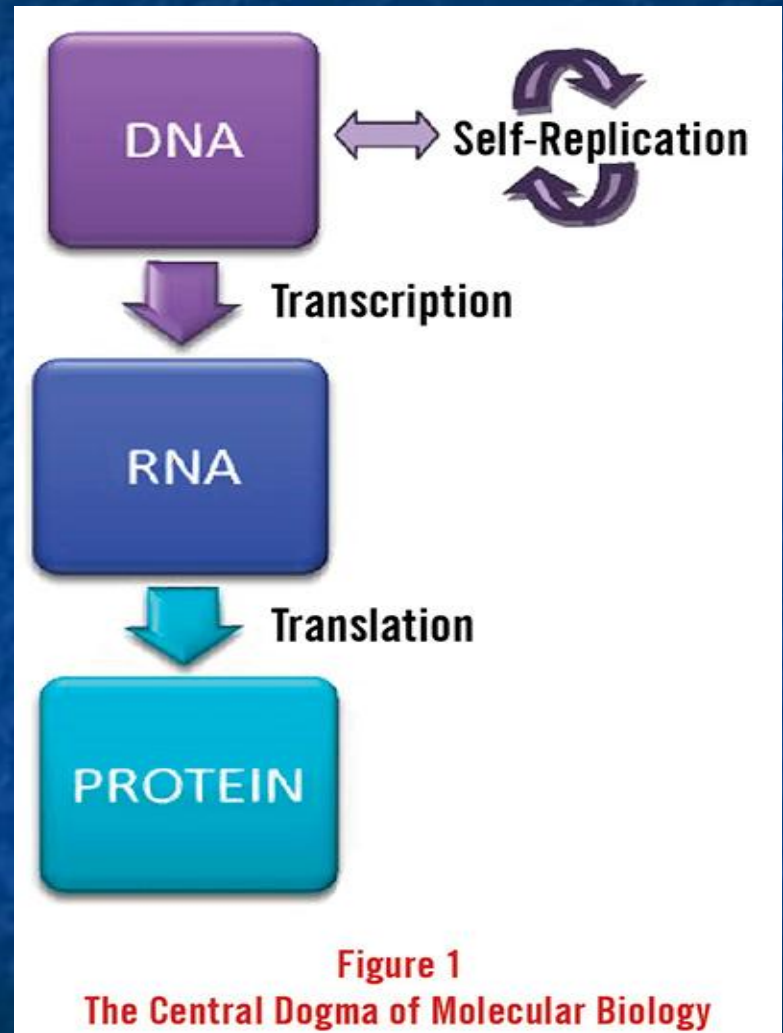 DNA
Self-Replication
Transcription
RNA
Translation
PROTEIN
Figure 1
The Central Dogma of Molecular Biology